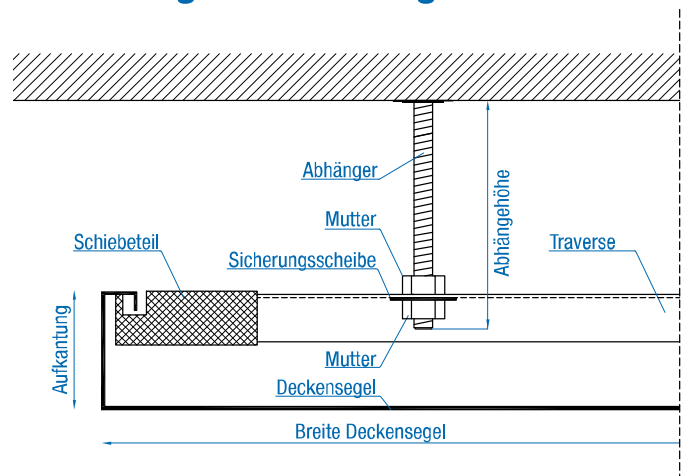 Abhänger
Abhängehöhe
Mutter
Schiebeteil
Sicherungsscheibe
Traverse
Aufkantung
Mutter
Deckensegel
Breite Deckensegel